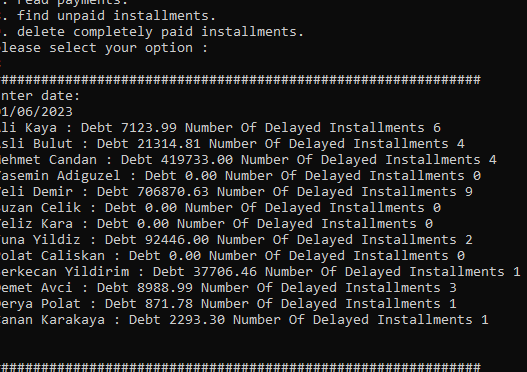 . read payments.
. find unpaid installments.
. delete completely paid installments.
please select your option :
############################################################
nter date:
01/06/2023
li Kaya : Debt 7123.99 Number Of Delayed Installments 6
sli Bulut : Debt 21314.81 Number Of Delayed Installments 4
ehmet Candan : Debt 419733.00 Number Of Delayed Installments 4
asemin Adiguzel : Debt 0.00 Number Of Delayed Installments 0
eli Demir : Debt 706870.63 Number Of Delayed Installments 9
uzan Celik : Debt 0.00 Number Of Delayed Installments 0
eliz Kara : Debt 0.00 Number Of Delayed Installments 0
una Yildiz : Debt 92446.00 Number Of Delayed Installments 2
olat Caliskan : Debt 0.00 Number Of Delayed Installments 0
erkecan Yildirim : Debt 37706.46 Number Of Delayed Installments 1
emet Avci : Debt 8988.99 Number Of Delayed Installments 3
erya Polat : Debt 871.78 Number Of Delayed Installments 1
anan Karakaya : Debt 2293.30 Number Of Delayed Installments 1
############################################################